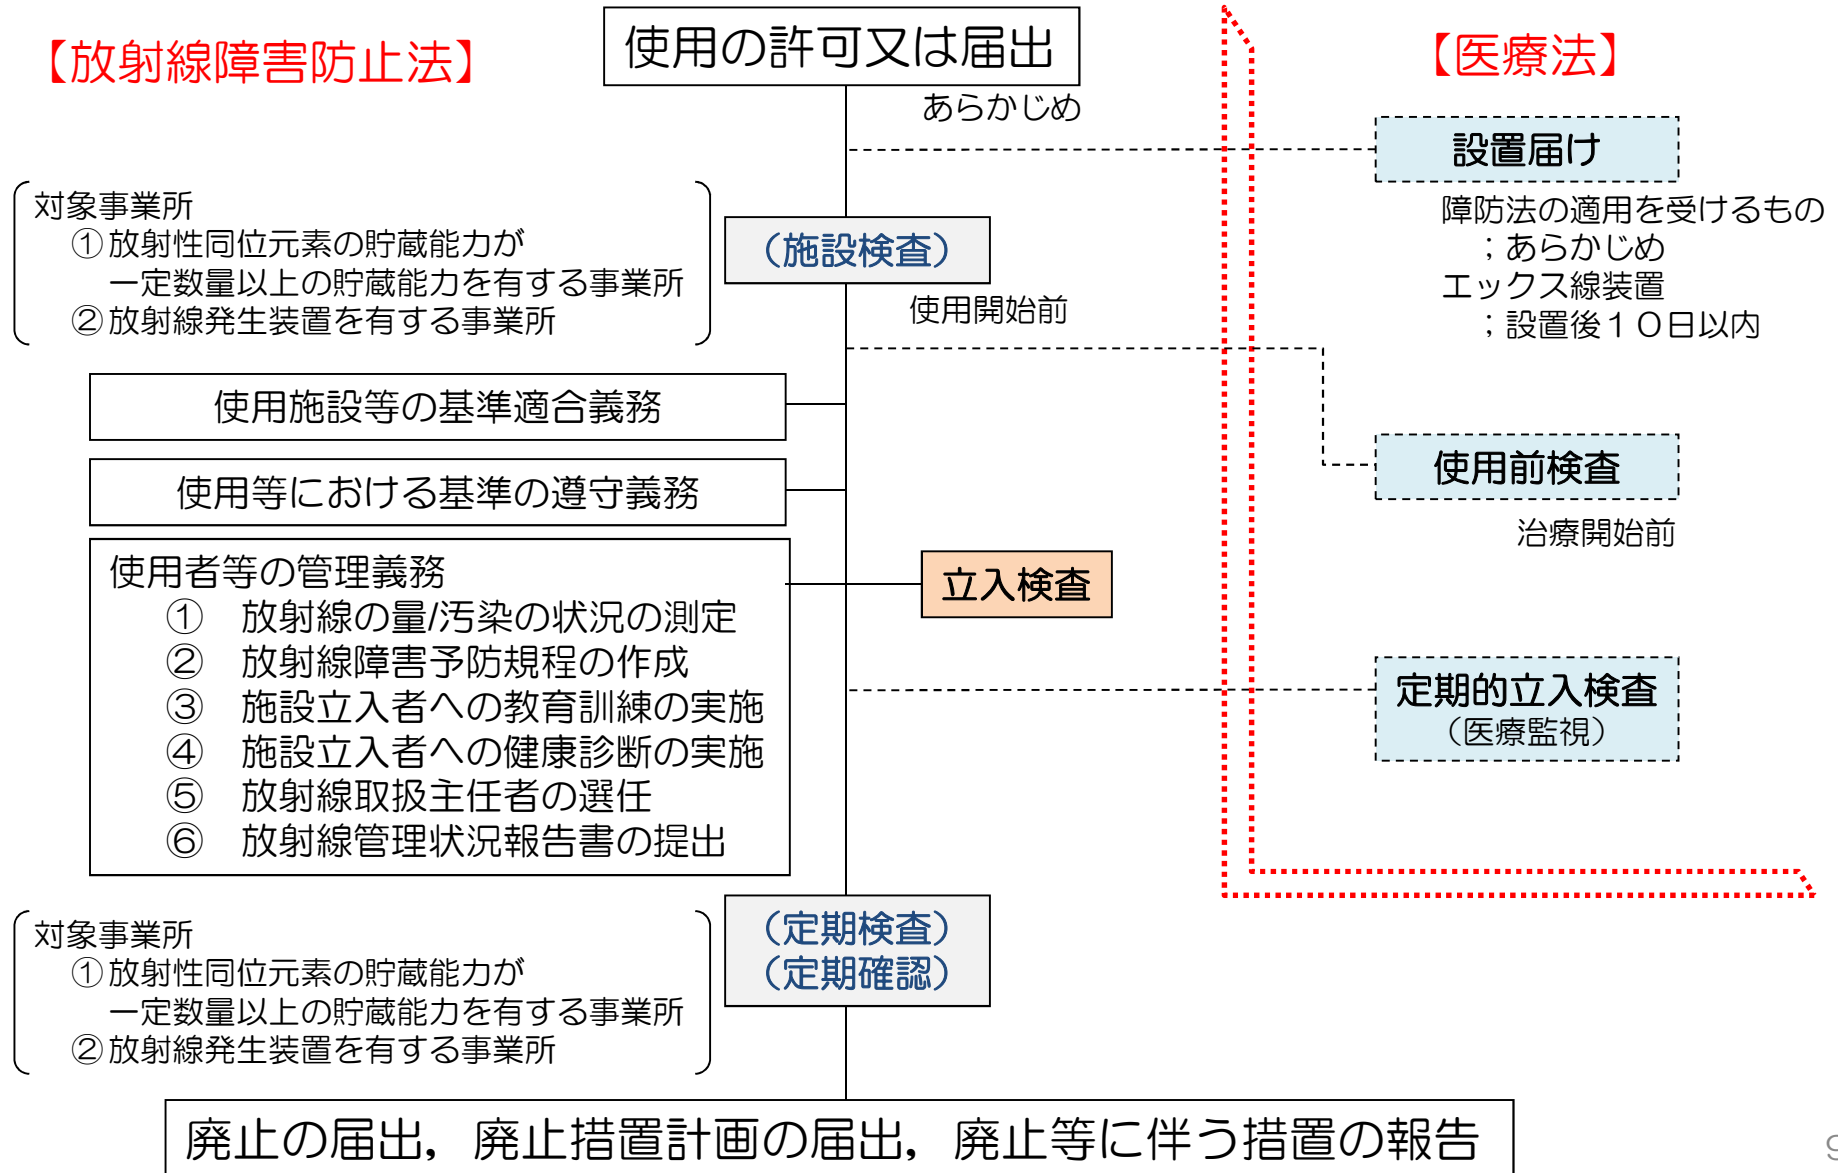 【放射線障害防止法】
使用の許可又は届出
【医療法】
あらかじめ
設置届け
障防法の適用を受けるもの
；あらかじめ
エックス線装置
；設置後１０日以内
対象事業所
①放射性同位元素の貯蔵能力が
一定数量以上の貯蔵能力を有する事業所
②放射線発生装置を有する事業所
（施設検査）
使用開始前
使用施設等の基準適合義務
使用前検査
治療開始前
使用等における基準の遵守義務
使用者等の管理義務
①　放射線の量/汚染の状況の測定
②　放射線障害予防規程の作成
③　施設立入者への教育訓練の実施
④　施設立入者への健康診断の実施
⑤　放射線取扱主任者の選任
⑥　放射線管理状況報告書の提出
立入検査
定期的立入検査
（医療監視）
対象事業所
①放射性同位元素の貯蔵能力が
一定数量以上の貯蔵能力を有する事業所
②放射線発生装置を有する事業所
（定期検査）
（定期確認）
廃止の届出，廃止措置計画の届出，廃止等に伴う措置の報告
9